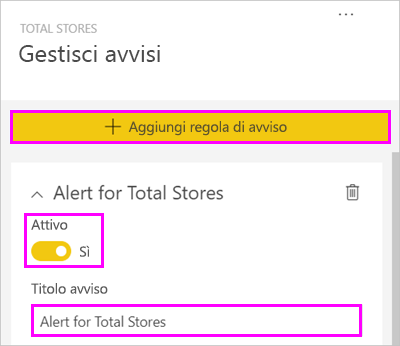 TOTAL STORES
Gestisci avvisi
Aggiungi regola di avviso
Alert for Total Stores
Attivo
Sì
Titolo avviso
Alert for Total Stores